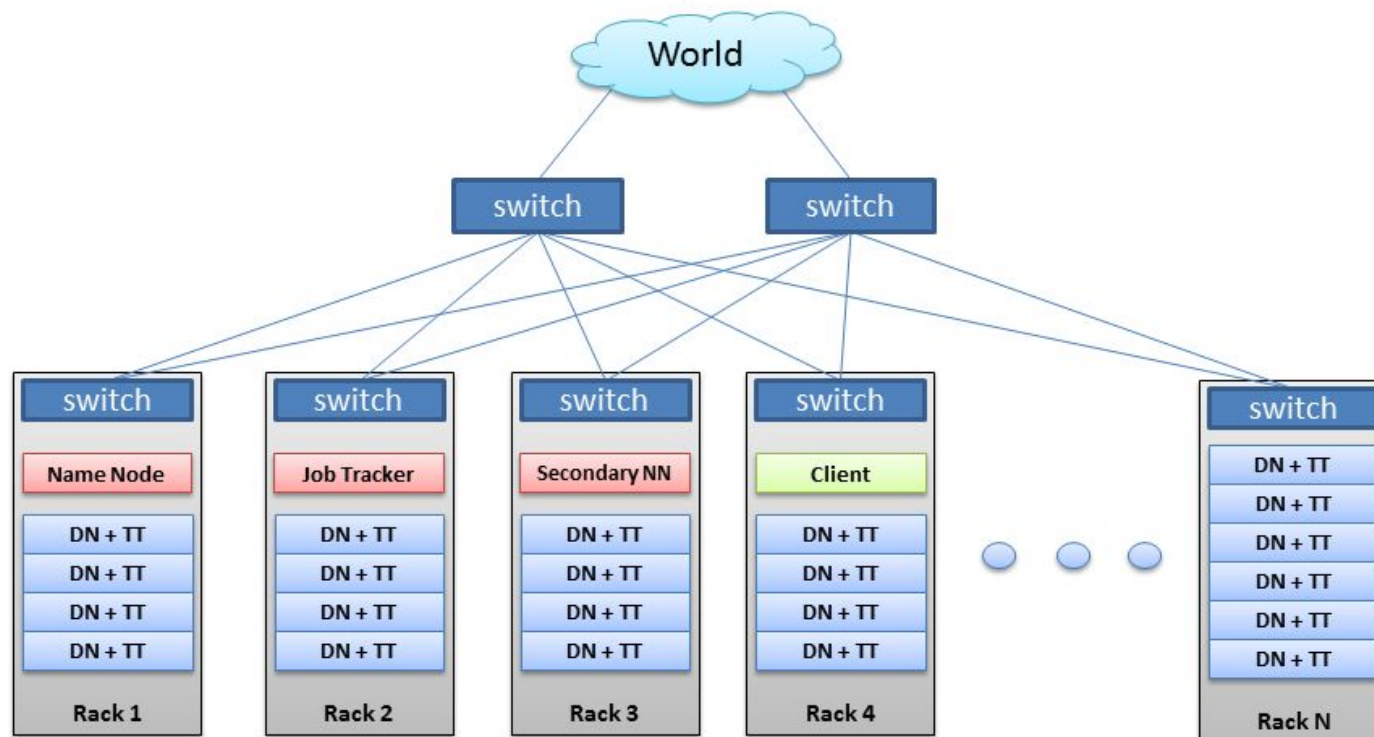 World
switch
switch
switch
Name Node
DN + TT
DN + TT
DN + TT
DN + TT
Rack 1
switch
Job Tracker
DN + TT
DN + TT
DN + TT
DN + TT
Rack 2
switch
Secondary NN
DN + TT
DN + TT
DN + TT
DN + TT
Rack 3
switch
Client
DN + TT
DN + TT
DN + TT
DN + TT
Rack 4
switch
DN + TT
DN + TT
DN + TT
DN + TT
DN + TT
DN + TT
Rack N